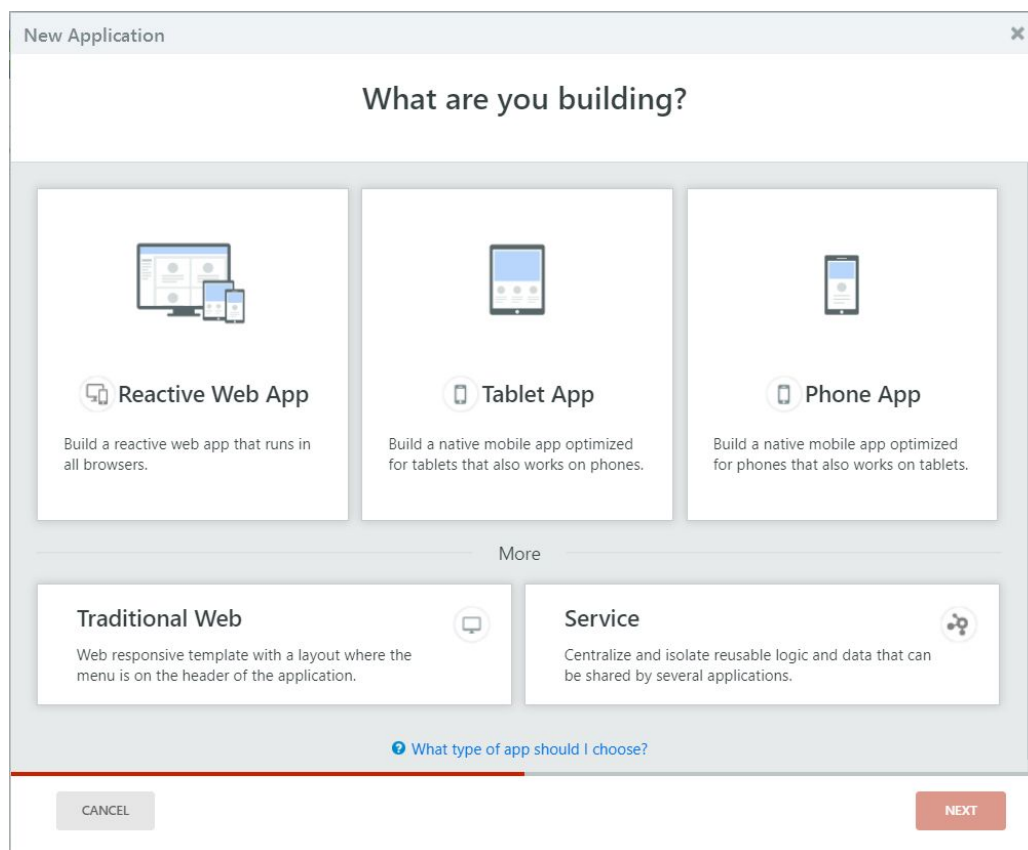 New Application
What are you building?
Reactive Web App
Build a reactive web app that runs in
all browsers.
Tablet App
Build a native mobile app optimized
for tablets that also works on phones.
Phone App
Build a native mobile app optimized
for phones that also works on tablets.
More
Traditional Web
Web responsive template with a layout where the
menu is on the header of the application.
Service
Centralize and isolate reusable logic and data that can
be shared by several applications.
What type of app should I choose?
CANCEL
NEXT